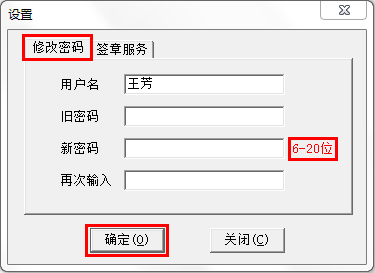 设置
修改密码 签章服务
用户名 王芳
旧密码
新密码 6-20位
再次输入
确定(O) 关闭(C)